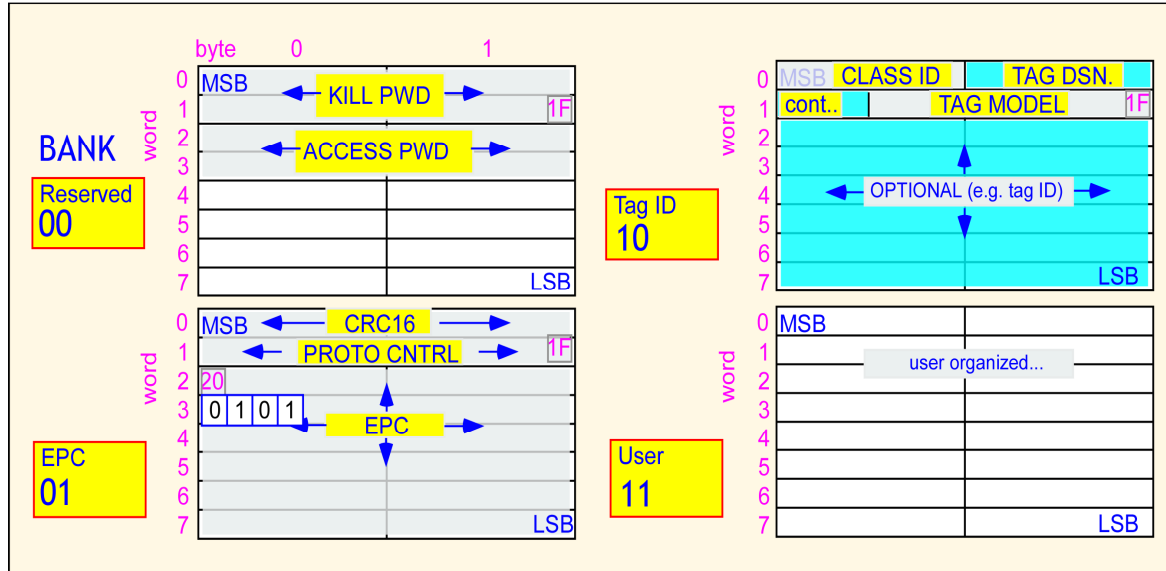 byte 0 1
word
0 MSB
KILL PWD
1 1F
2
ACCESS PWD
3
4
5
6
7 LSB
BANK
Reserved
00
word
0 MSB CRC16
1 PROTO CNTRL 1F
2 20
3 0 1 0 1
EPC
4
5
6
7 LSB
EPC
01
word
0 MSB CLASS ID TAG DSN.
1 cont.. TAG MODEL 1F
2
3
4 OPTIONAL (e.g. tag ID)
5
6
7 LSB
Tag ID
10
word
0 MSB
1
user organized...
2
3
4
5
6
7 LSB
User
11